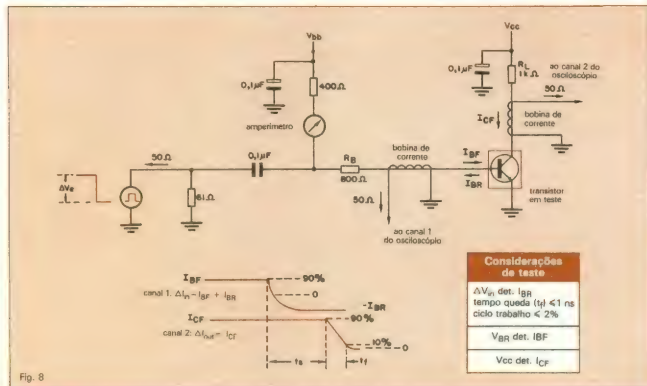 Vbb
0,1µF
400Ω
amperímetro
50Ω
0,1µF
ΔVe
61Ω
RB
800Ω
bobina de
corrente
50Ω
ao canal 1
do osciloscópio
IBF
IBR
Vcc
0,1µF
RL
1kΩ
ao canal 2 do
osciloscópio
50Ω
ICF
bobina de
corrente
transistor
em teste
IBF
90%
0
canal 1: ΔIin – IBF + IBR
-IBR
ICF
90%
canal 2: ΔIout – ICF
10%
0
ts
tf
Considerações
de teste
ΔVin det. IBR
tempo queda (tf) ≤1 ns
ciclo trabalho ≤ 2%
VBR det. IBF
Vcc det. ICF
Fig. 8